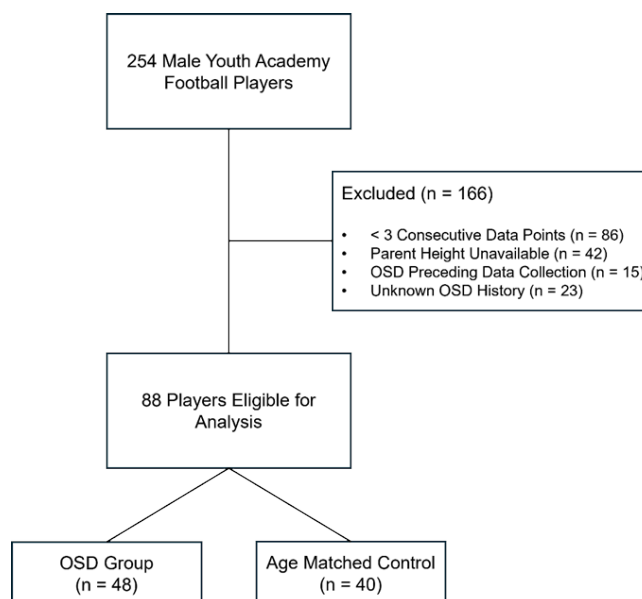 254 Male Youth Academy
Football Players
Excluded (n = 166)
• < 3 Consecutive Data Points (n = 86)
• Parent Height Unavailable (n = 42)
• OSD Preceding Data Collection (n = 15)
• Unknown OSD History (n = 23)
88 Players Eligible for
Analysis
OSD Group
(n = 48)
Age Matched Control
(n = 40)